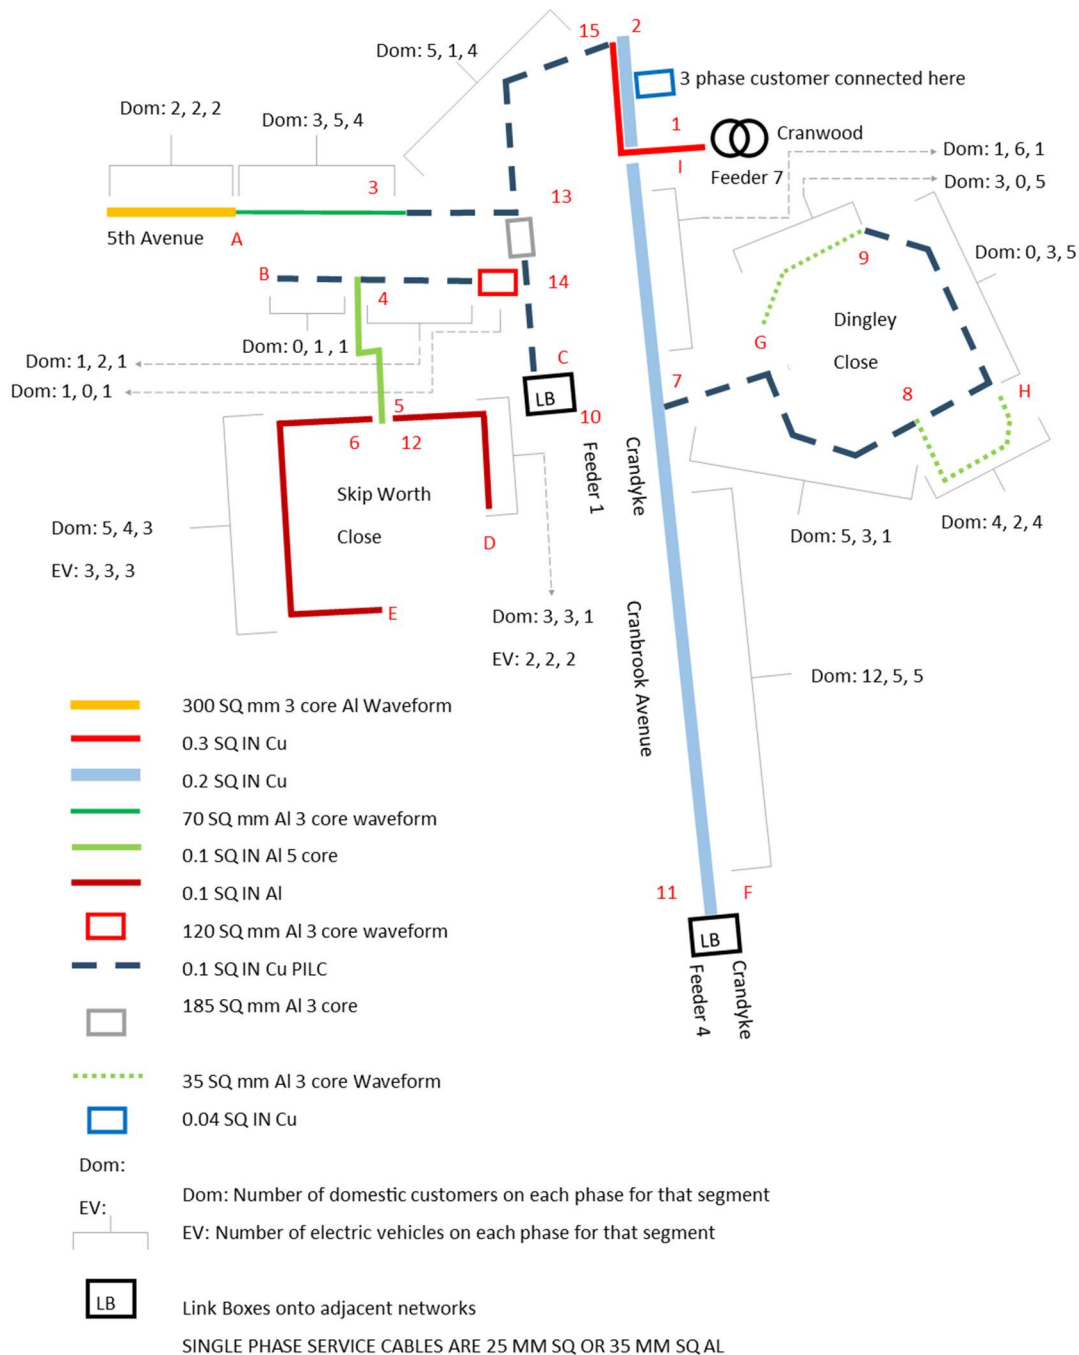 15
2
Dom: 5, 1, 4
3 phase customer connected here
Dom: 2, 2, 2
Dom: 3, 5, 4
1
Cranwood
I
Feeder 7
Dom: 1, 6, 1
Dom: 3, 0, 5
3
13
5th Avenue
A
Dom: 0, 3, 5
9
B
4
14
Dingley
Close
G
Dom: 0, 1, 1
Dom: 1, 2, 1
Dom: 1, 0, 1
C
LB
10
7
8
H
5
6
12
Feeder 1
Crandyke
Skip Worth
Close
D
Dom: 5, 4, 3
EV: 3, 3, 3
Dom: 5, 3, 1
Dom: 4, 2, 4
E
Dom: 3, 3, 1
EV: 2, 2, 2
Cranbrook Avenue
Dom: 12, 5, 5
11
F
LB
Feeder 4
Crandyke
300 SQ mm 3 core Al Waveform
0.3 SQ IN Cu
0.2 SQ IN Cu
70 SQ mm Al 3 core waveform
0.1 SQ IN Al 5 core
0.1 SQ IN Al
120 SQ mm Al 3 core waveform
0.1 SQ IN Cu PILC
185 SQ mm Al 3 core
35 SQ mm Al 3 core Waveform
0.04 SQ IN Cu
Dom:
Dom: Number of domestic customers on each phase for that segment
EV:
EV: Number of electric vehicles on each phase for that segment
LB
Link Boxes onto adjacent networks
SINGLE PHASE SERVICE CABLES ARE 25 MM SQ OR 35 MM SQ AL